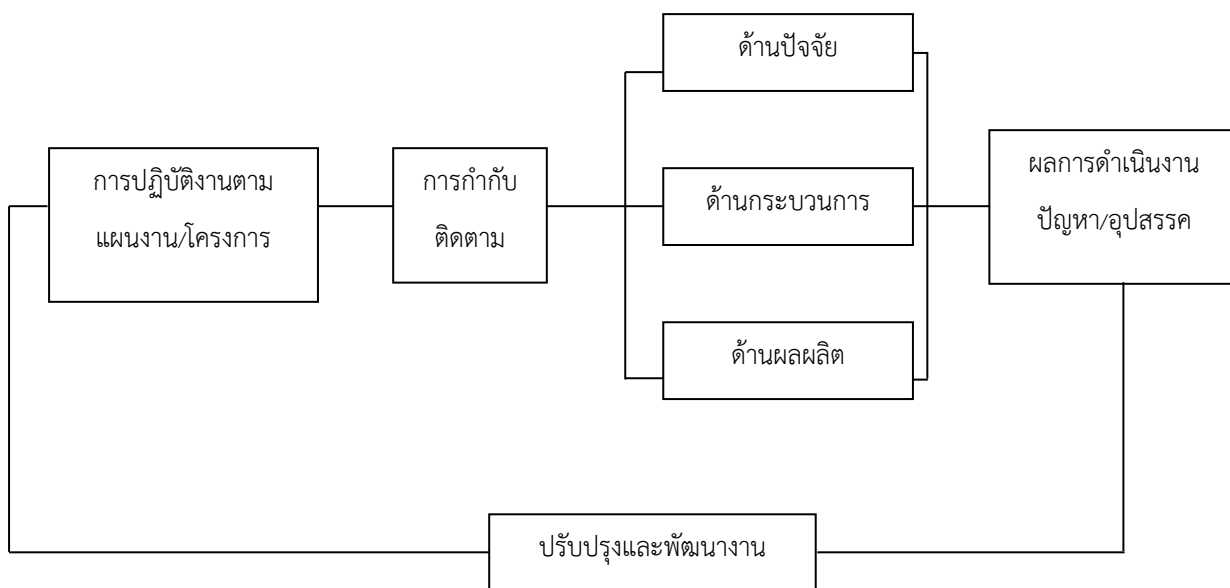 ด้านปัจจัย
การปฏิบัติงานตาม
แผนงาน/โครงการ
การกำกับ
ติดตาม
ด้านกระบวนการ
ผลการดำเนินงาน
ปัญหา/อุปสรรค
ด้านผลผลิต
ปรับปรุงและพัฒนางาน